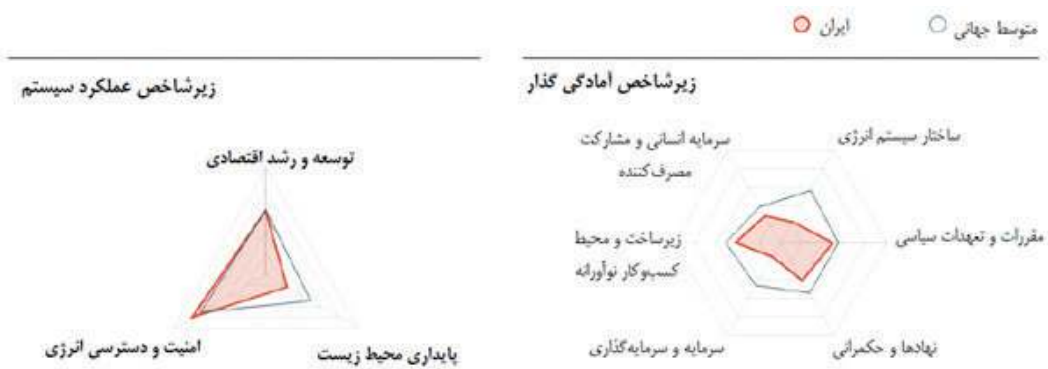 متوسط جهانی
ایران
زیرشاخص آمادگی گذار
ساختار سیستم انرژی
سرمایه انسانی و مشارکت
مصرف‌کننده
مقررات و تعهدات سیاسی
زیرساخت و محیط
کسب‌وکار نوآورانه
نهادها و حکمرانی
سرمایه و سرمایه‌گذاری
زیرشاخص عملکرد سیستم
توسعه و رشد اقتصادی
پایداری محیط زیست
امنیت و دسترسی انرژی